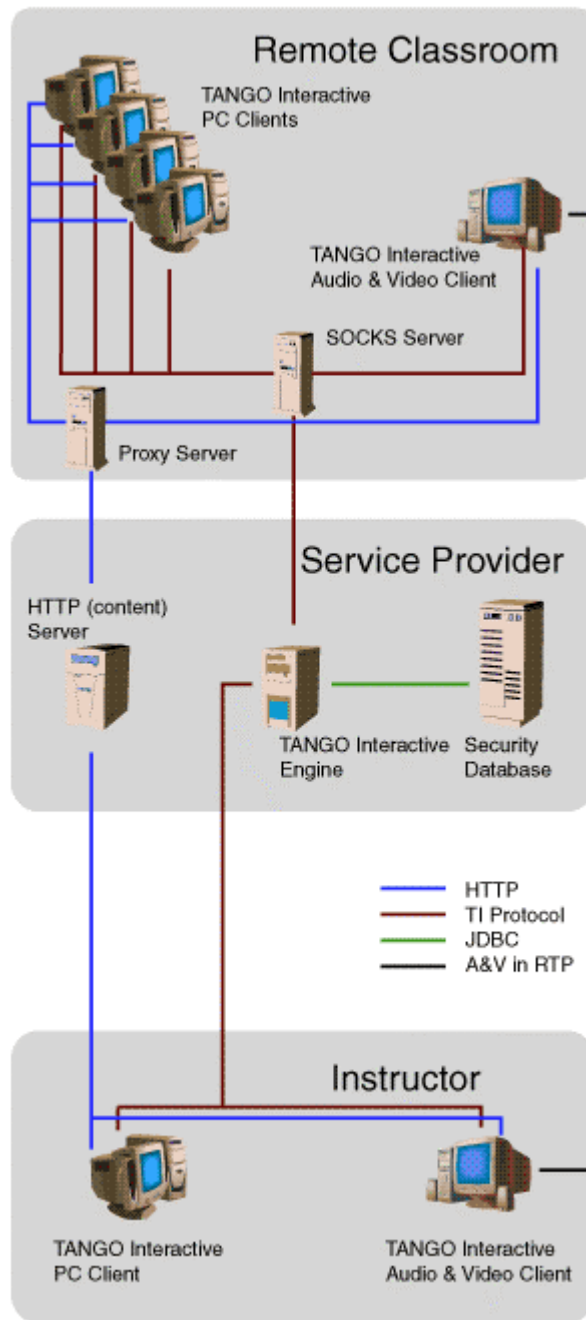 Remote Classroom
TANGO Interactive
PC Clients
TANGO Interactive
Audio & Video Client
SOCKS Server
Proxy Server
Service Provider
HTTP (content)
Server
TANGO Interactive
Engine
Security
Database
HTTP
TI Protocol
JDBC
A&V in RTP
Instructor
TANGO Interactive
PC Client
TANGO Interactive
Audio & Video Client